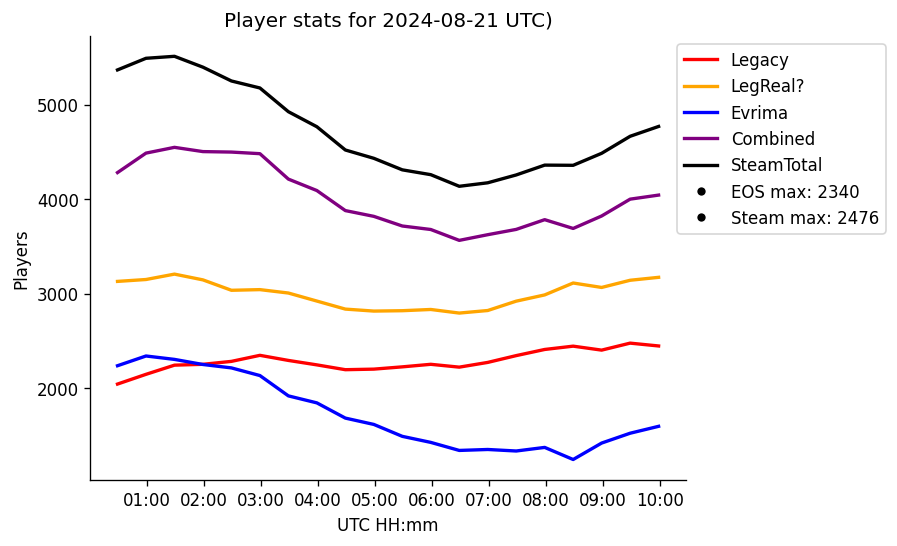 Player stats for 2024-08-21 UTC)
Legacy
LegReal?
Evrima
Combined
SteamTotal
EOS max: 2340
Steam max: 2476
Players
5000
4000
3000
2000
01:00 02:00 03:00 04:00 05:00 06:00 07:00 08:00 09:00 10:00
UTC HH:mm